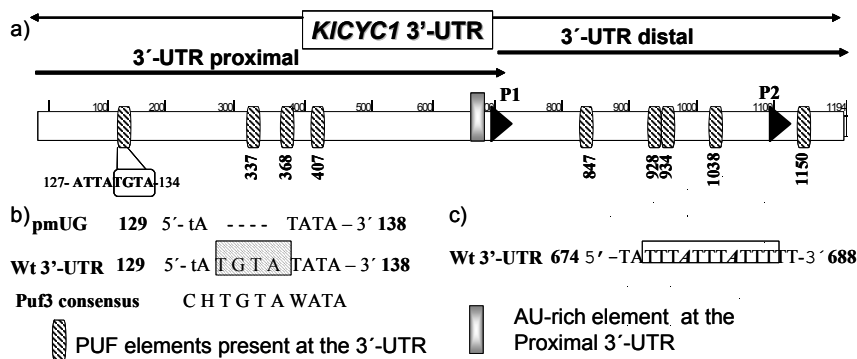 a)
KlCYC1 3’-UTR
3´-UTR proximal
3´-UTR distal
100 200 300 400 500 600 700 800 900 1000 1100 1194
P1
P2
337
368
407
847
928
934
1038
1150
127- ATTATGTA-134
b)
pmUG 129 5´- tA - - - - TATA – 3´ 138
Wt 3’-UTR 129 5´- tA TGTA TATA – 3´ 138
Puf3 consensus CHTGTAWATA
PUF elements present at the 3’-UTR
c)
Wt 3’-UTR 674 5’ -TATTTATTTATTTTT-3´688
AU-rich element at the
Proximal 3´-UTR